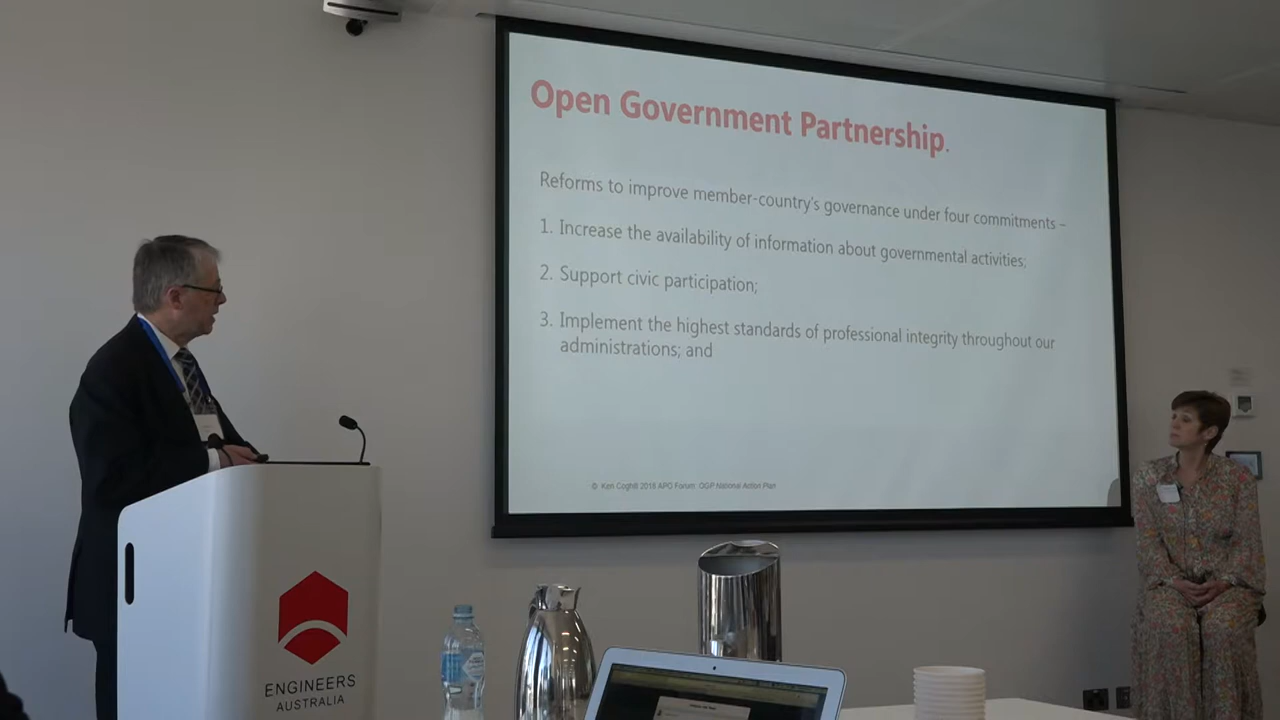 Open Government Partnership.
Reforms to improve member-country's governance under four commitments –
1. Increase the availability of information about governmental activities;
2. Support civic participation;
3. Implement the highest standards of professional integrity throughout our
administrations; and
© Ken Coghill 2016 APO Forum: OGP National Action Plan
ENGINEERS
AUSTRALIA